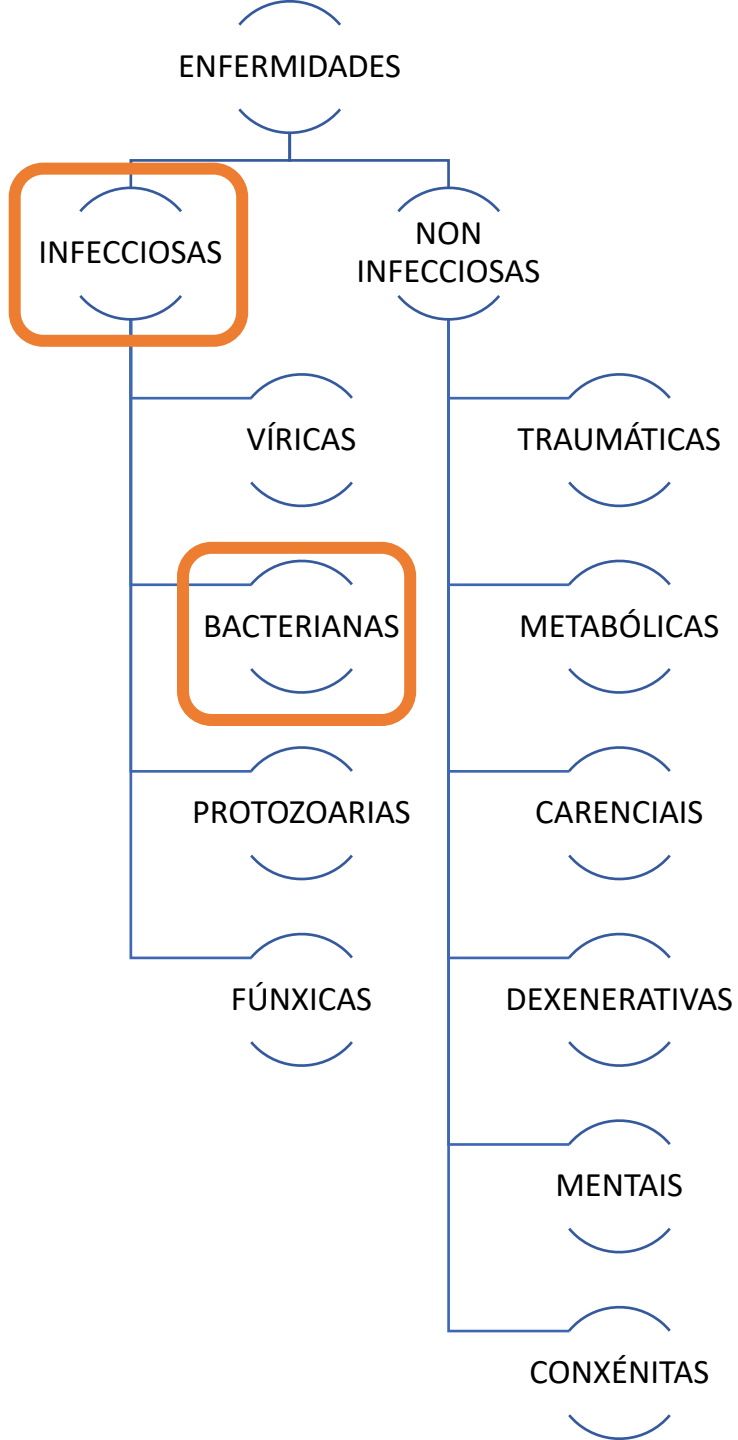 ENFERMIDADES
INFECCIOSAS
NON
INFECCIOSAS
VÍRICAS
TRAUMÁTICAS
BACTERIANAS
METABÓLICAS
PROTOZOARIAS
CARENCIAIS
FÚNXICAS
DEXENERATIVAS
MENTAIS
CONXÉNITAS